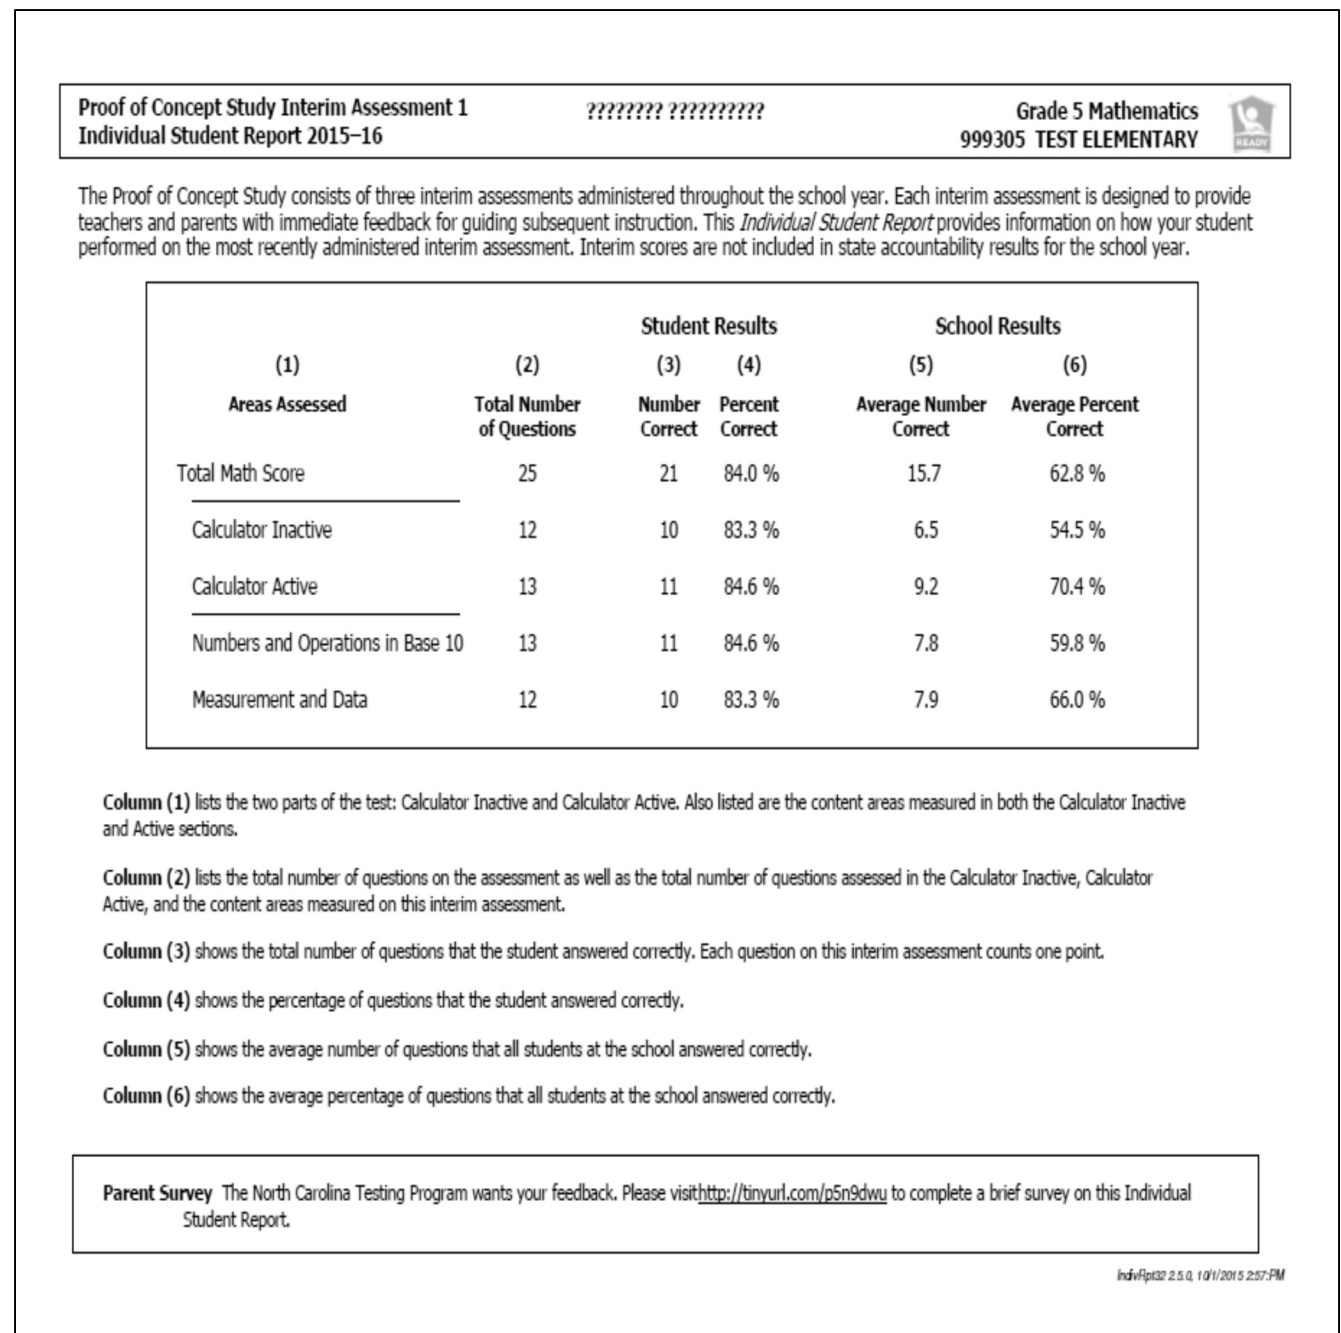 Proof of Concept Study Interim Assessment 1
Individual Student Report 2015–16
???????? ??????????
Grade 5 Mathematics
999305 TEST ELEMENTARY
READY
The Proof of Concept Study consists of three interim assessments administered throughout the school year. Each interim assessment is designed to provide
teachers and parents with immediate feedback for guiding subsequent instruction. This Individual Student Report provides information on how your student
performed on the most recently administered interim assessment. Interim scores are not included in state accountability results for the school year.
Student Results School Results
(1) (2) (3) (4) (5) (6)
Areas Assessed Total Number Number Percent Average Number Average Percent
of Questions Correct Correct Correct Correct
Total Math Score 25 21 84.0 % 15.7 62.8 %
Calculator Inactive 12 10 83.3 % 6.5 54.5 %
Calculator Active 13 11 84.6 % 9.2 70.4 %
Numbers and Operations in Base 10 13 11 84.6 % 7.8 59.8 %
Measurement and Data 12 10 83.3 % 7.9 66.0 %
Column (1) lists the two parts of the test: Calculator Inactive and Calculator Active. Also listed are the content areas measured in both the Calculator Inactive
and Active sections.
Column (2) lists the total number of questions on the assessment as well as the total number of questions assessed in the Calculator Inactive, Calculator
Active, and the content areas measured on this interim assessment.
Column (3) shows the total number of questions that the student answered correctly. Each question on this interim assessment counts one point.
Column (4) shows the percentage of questions that the student answered correctly.
Column (5) shows the average number of questions that all students at the school answered correctly.
Column (6) shows the average percentage of questions that all students at the school answered correctly.
Parent Survey The North Carolina Testing Program wants your feedback. Please visithttp://tinyurl.com/p5n9dwu to complete a brief survey on this Individual
Student Report.
IndivRpt32 2.5.0, 10/1/2015 2:57:PM